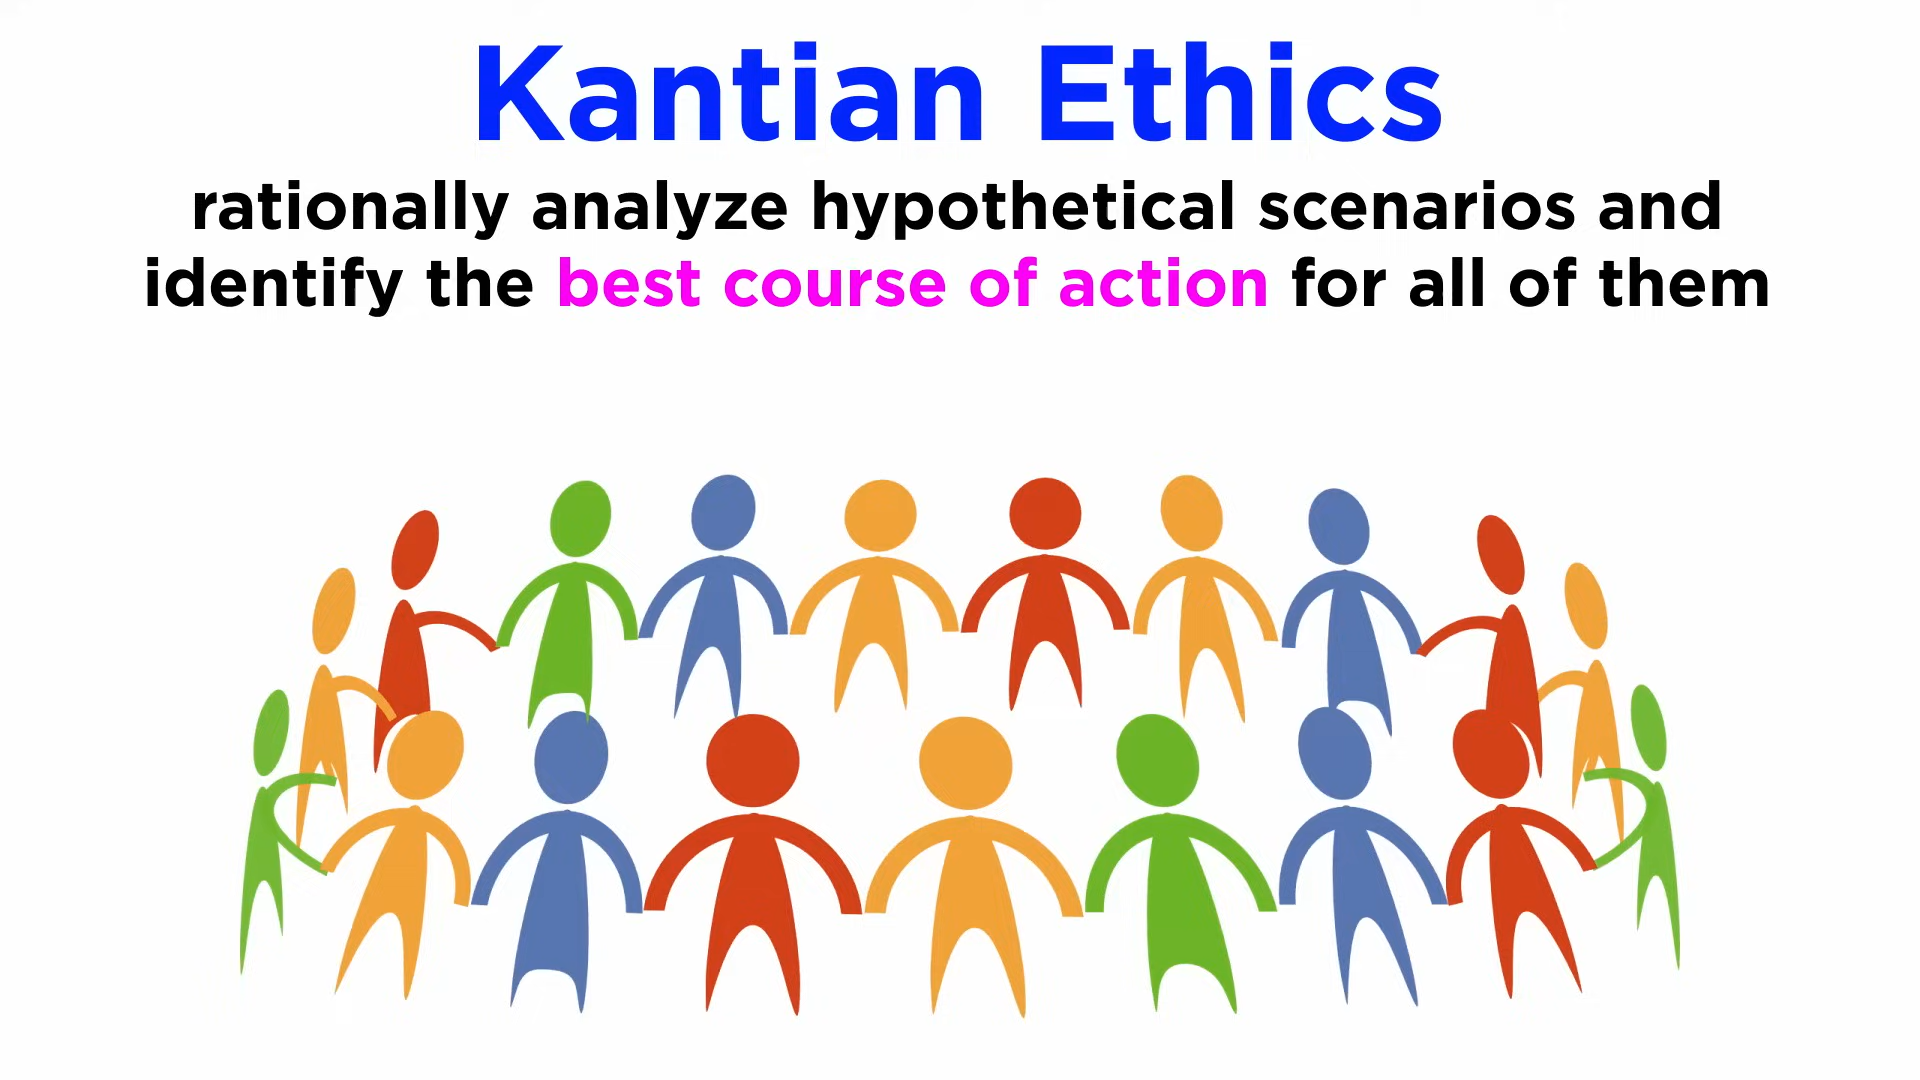 Kantian Ethics
rationally analyze hypothetical scenarios and
identify the best course of action for all of them